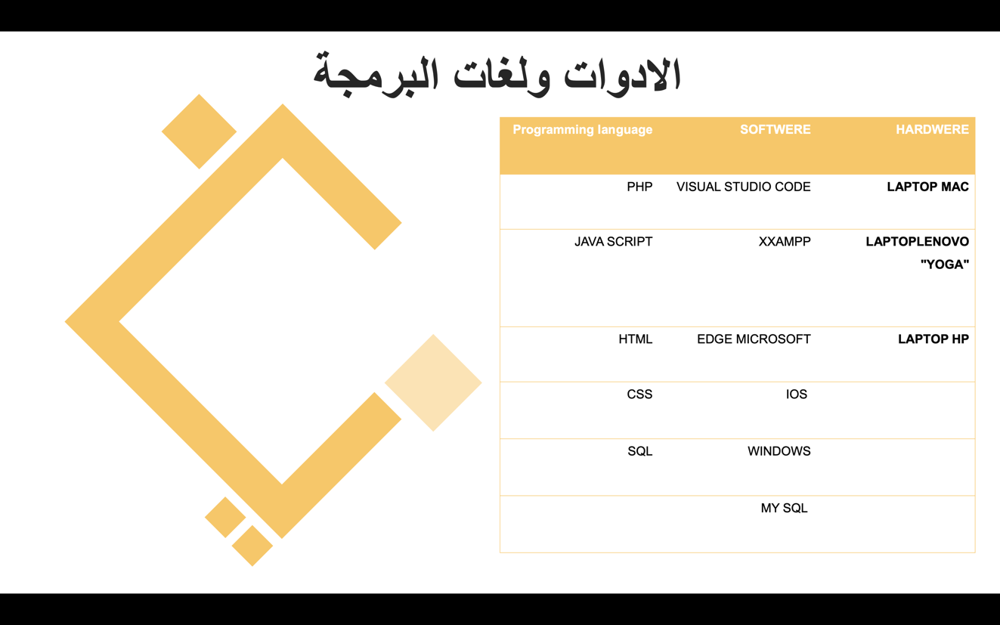 الادوات ولغات البرمجة
HARDWERE SOFTWERE Programming language
LAPTOP MAC VISUAL STUDIO CODE PHP
LAPTOPLENOVO XXAMPP JAVA SCRIPT
"YOGA"
LAPTOP HP EDGE MICROSOFT HTML
IOS CSS
WINDOWS SQL
MY SQL